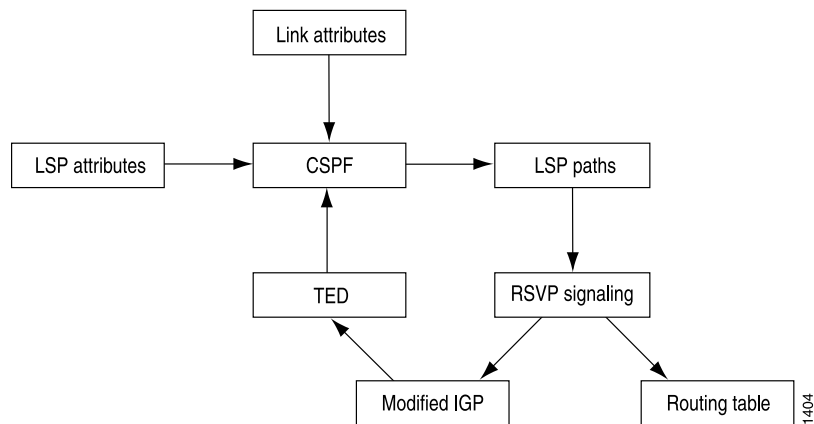 Link attributes
LSP attributes
CSPF
LSP paths
TED
RSVP signaling
Modified IGP
Routing table
1404